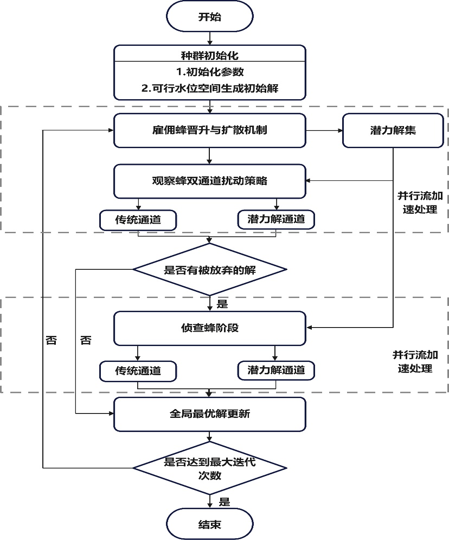 开始
种群初始化
1.初始化参数
2.可行水位空间生成初始解
雇佣蜂晋升与扩散机制
潜力解集
观察蜂双通道扰动策略
并行流加
速处理
传统通道
潜力解通道
是否有被放弃的解
是
否
否
侦查蜂阶段
并行流加
速处理
传统通道
潜力解通道
全局最优解更新
是否达到最大迭代
次数
是
结束